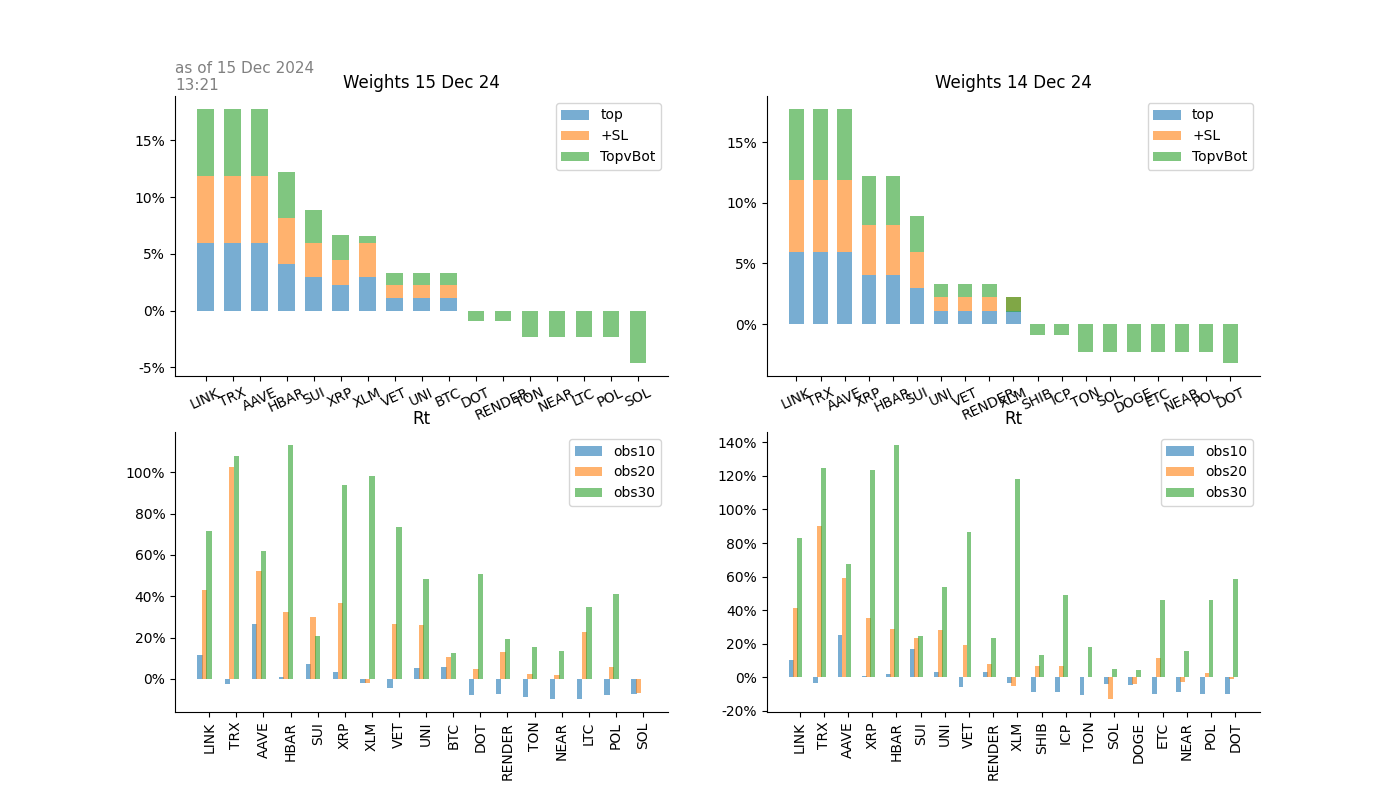 as of 15 Dec 2024
13:21
Weights 15 Dec 24
top
+SL
TopvBot
15%
10%
5%
0%
-5%
LINK TRX AAVE HBAR SUI XRP XLM VET UNI BTC DOT RENDER TON NEAR LTC POL SOL
Weights 14 Dec 24
top
+SL
TopvBot
15%
10%
5%
0%
LINK TRX AAVE XRP HBAR SUI UNI VET RENDER XLM SHIB ICP TON SOL DOGE ETC NEAR POL DOT
Rt
obs10
obs20
obs30
100%
80%
60%
40%
20%
0%
LINK TRX AAVE HBAR SUI XRP XLM VET UNI BTC DOT RENDER TON NEAR LTC POL SOL
Rt
obs10
obs20
obs30
140%
120%
100%
80%
60%
40%
20%
0%
-20%
LINK TRX AAVE XRP HBAR SUI UNI VET RENDER XLM SHIB ICP TON SOL DOGE ETC NEAR POL DOT